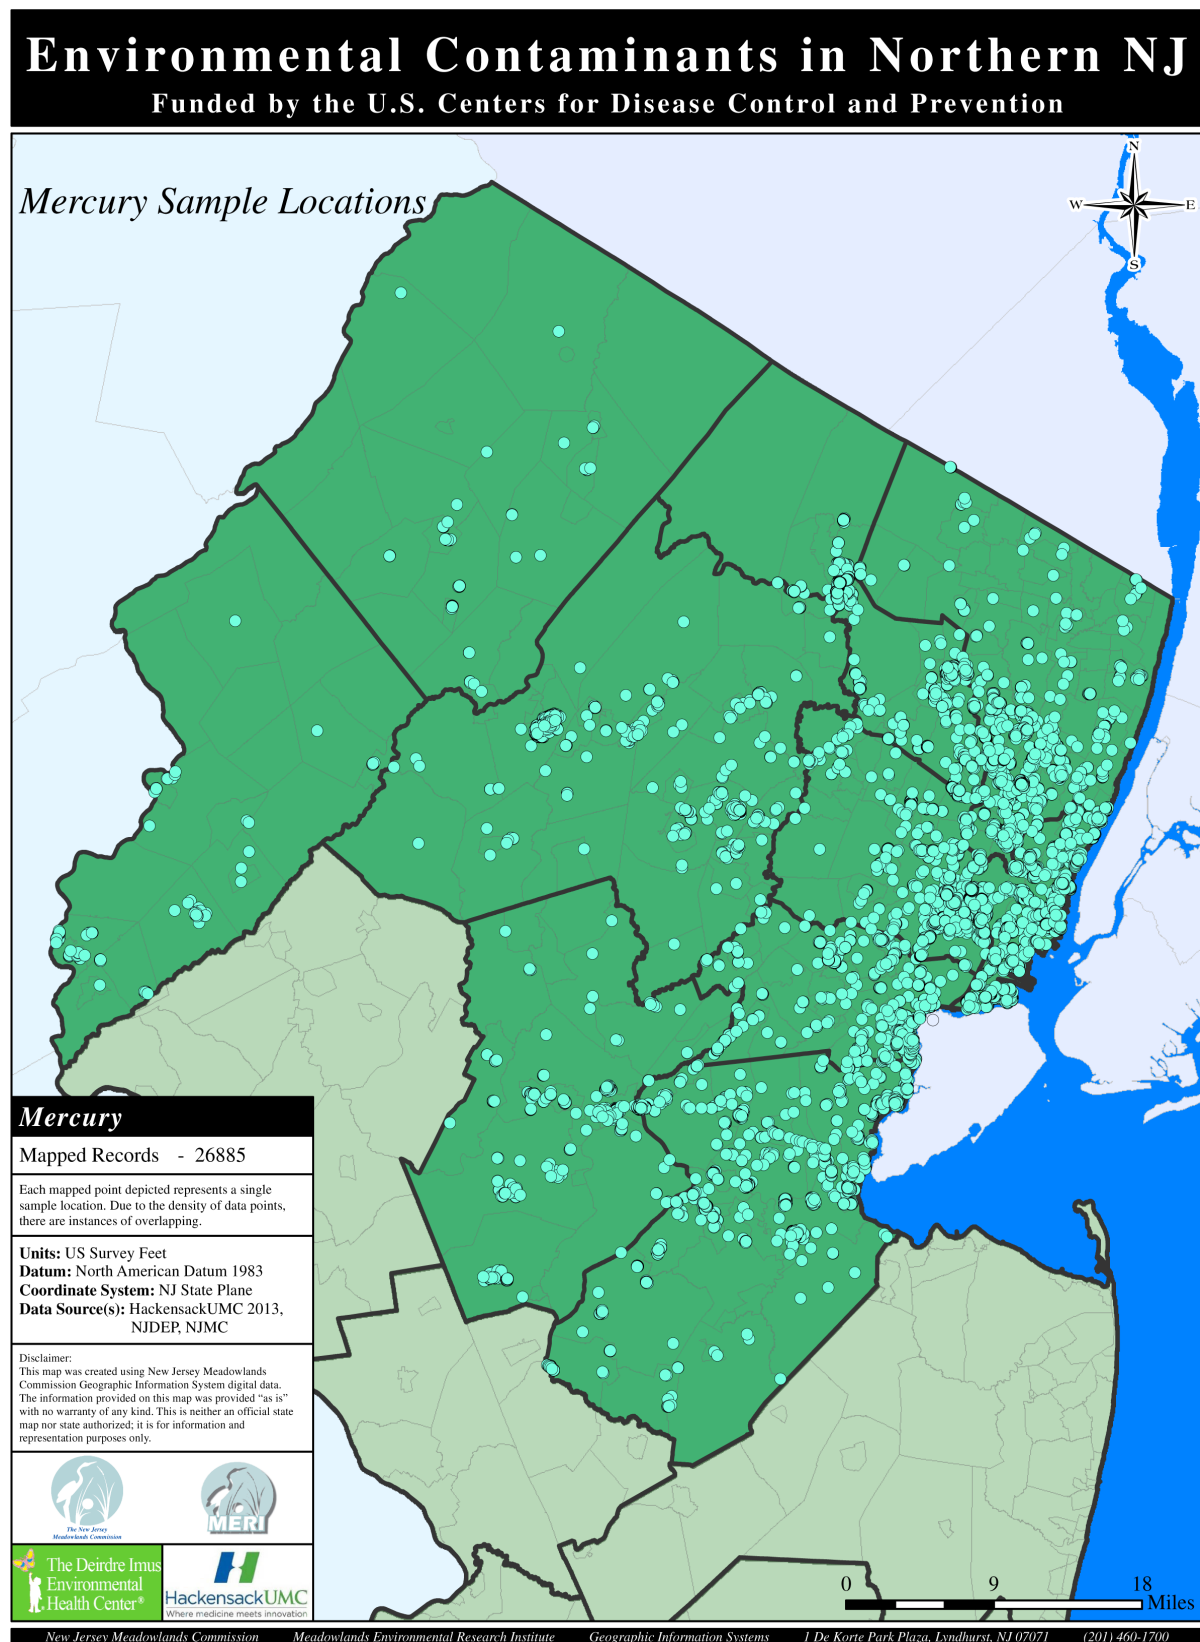 Environmental Contaminants in Northern NJ
Funded by the U.S. Centers for Disease Control and Prevention
Mercury Sample Locations
N
W E
S
Mercury
Mapped Records - 26885
Each mapped point depicted represents a single
sample location. Due to the density of data points,
there are instances of overlapping.
Units: US Survey Feet
Datum: North American Datum 1983
Coordinate System: NJ State Plane
Data Source(s): HackensackUMC 2013,
NJDEP, NJMC
Disclaimer:
This map was created using New Jersey Meadowlands
Commission Geographic Information System digital data.
The information provided on this map was provided “as is”
with no warranty of any kind. This is neither an official state
map nor state authorized; it is for information and
representation purposes only.
The New Jersey
Meadowlands Commission
MERI
The Deirdre Imus
Environmental
Health Center®
HackensackUMC
Where medicine meets innovation
0 9 18
Miles
New Jersey Meadowlands Commission Meadowlands Environmental Research Institute Geographic Information Systems 1 De Korte Park Plaza, Lyndhurst, NJ 07071 (201) 460-1700